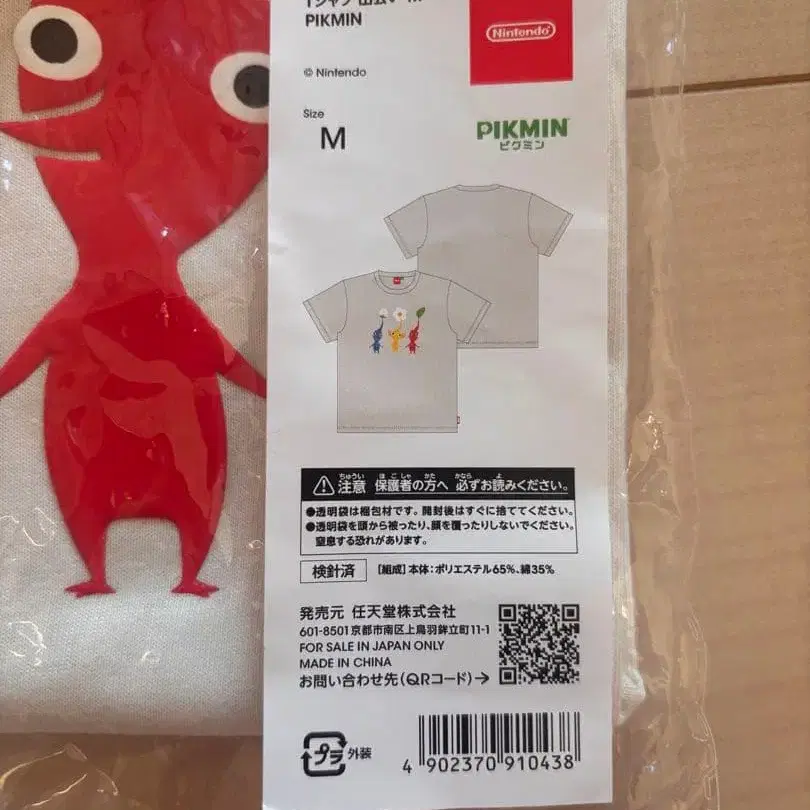 PIKMIN
© Nintendo
Nintendo
Size
M
PIKMIN
ピクミン
注意 保護者の方へ 必ずお読みください。
●透明袋は梱包材です。開封後はすぐに捨ててください。
●透明袋を頭から被ったり、顔を覆ったりしないでください。
窒息する恐れがあります。
検針済 【組成】本体:ポリエステル65%、綿35%
発売元 任天堂株式会社
601-8501 京都市南区上鳥羽鉾立町11-1
FOR SALE IN JAPAN ONLY
MADE IN CHINA
お問い合わせ先(QRコード)→
プラ 外装
4 902370 910438